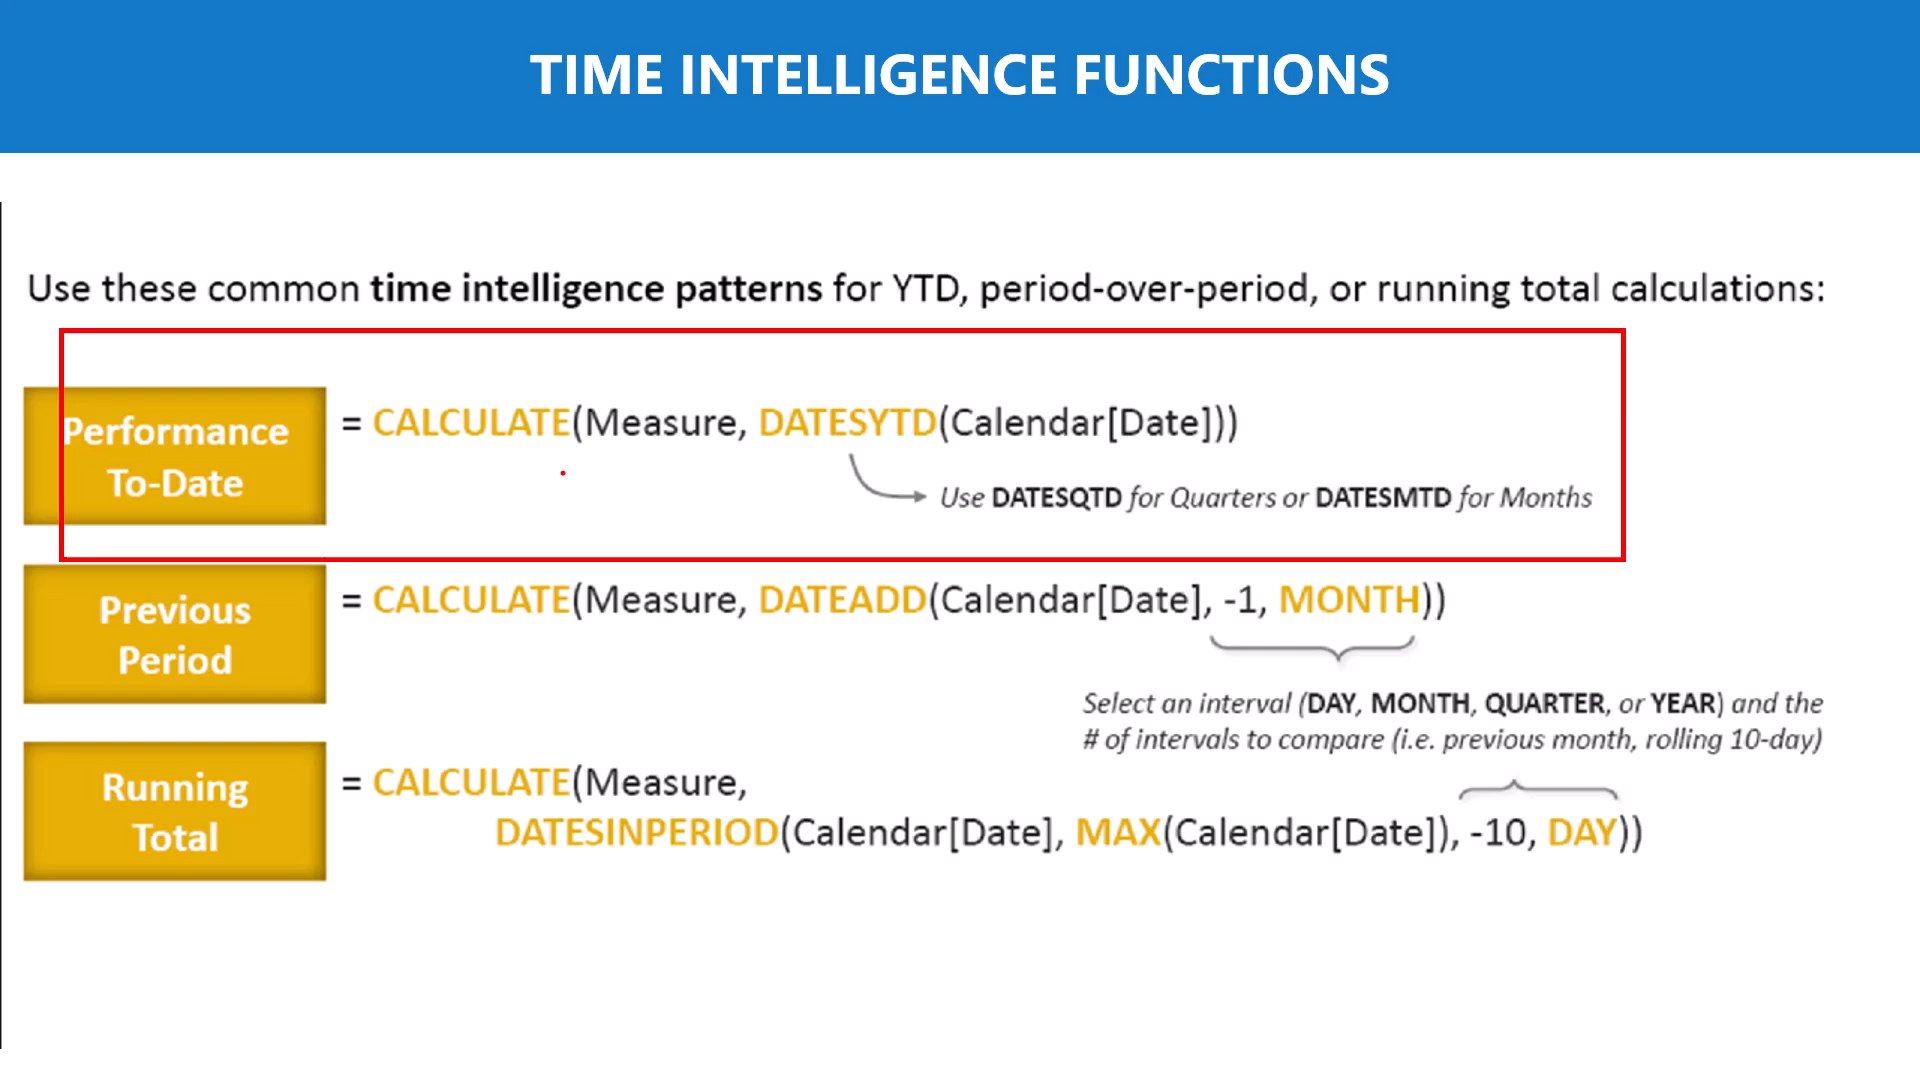 TIME INTELLIGENCE FUNCTIONS
Use these common time intelligence patterns for YTD, period-over-period, or running total calculations:
Performance
To-Date
= CALCULATE(Measure, DATESYTD(Calendar[Date]))
Use DATESQTD for Quarters or DATESMTD for Months
Previous
Period
= CALCULATE(Measure, DATEADD(Calendar[Date], -1, MONTH))
Select an interval (DAY, MONTH, QUARTER, or YEAR) and the
# of intervals to compare (i.e. previous month, rolling 10-day)
Running
Total
= CALCULATE(Measure,
DATESINPERIOD(Calendar[Date], MAX(Calendar[Date]), -10, DAY))